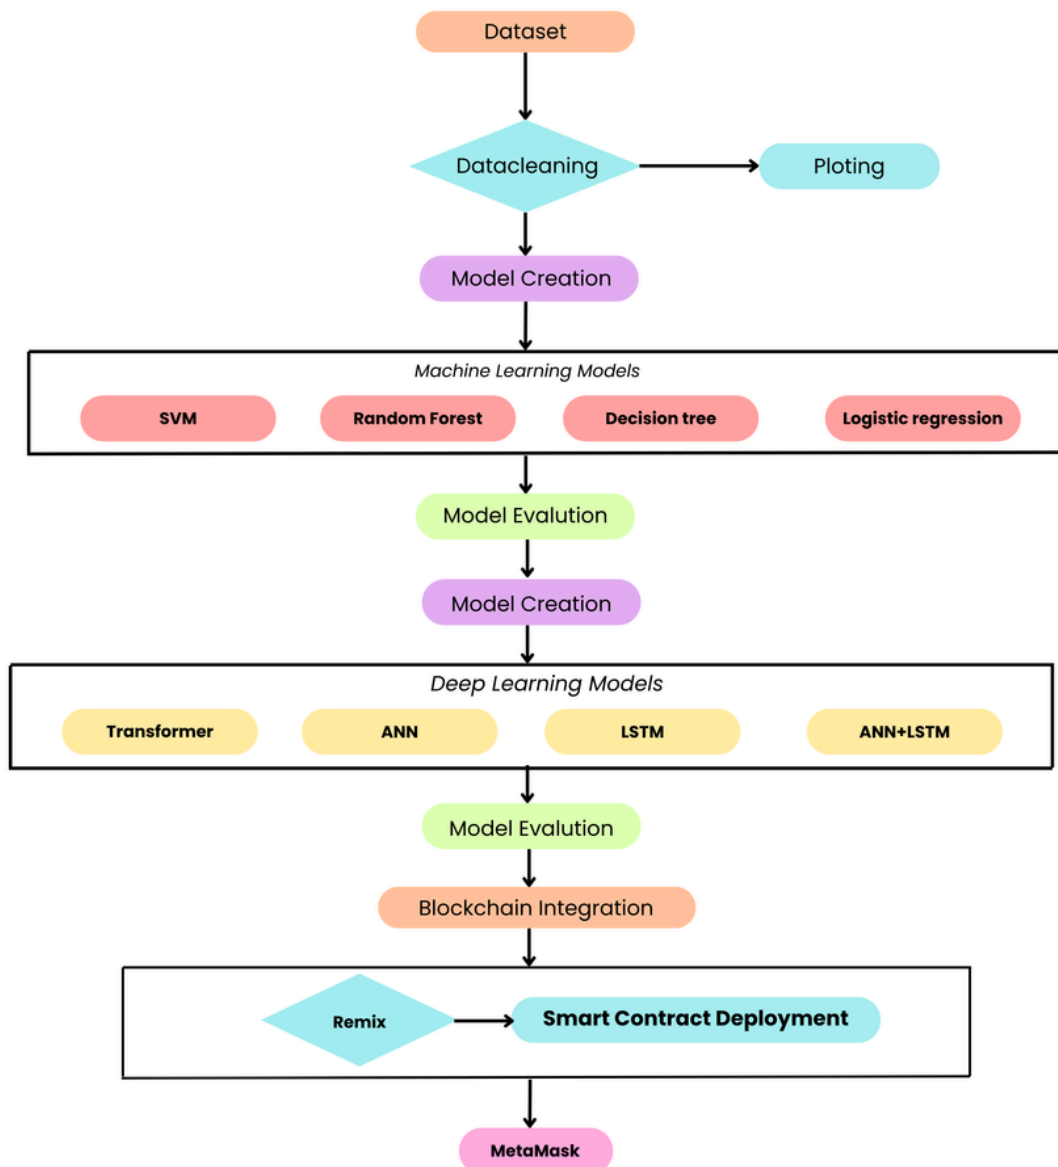 Dataset
Datacleaning
Ploting
Model Creation
Machine Learning Models
SVM
Random Forest
Decision tree
Logistic regression
Model Evalution
Model Creation
Deep Learning Models
Transformer
ANN
LSTM
ANN+LSTM
Model Evalution
Blockchain Integration
Remix
Smart Contract Deployment
MetaMask